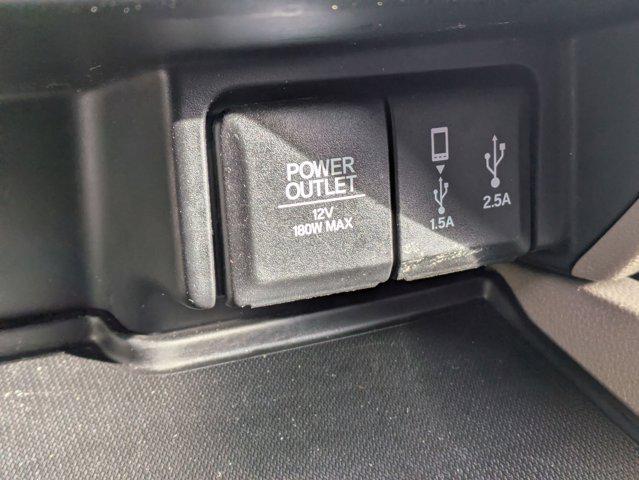 POWER
OUTLET
12V
180W MAX
1.5A
2.5A